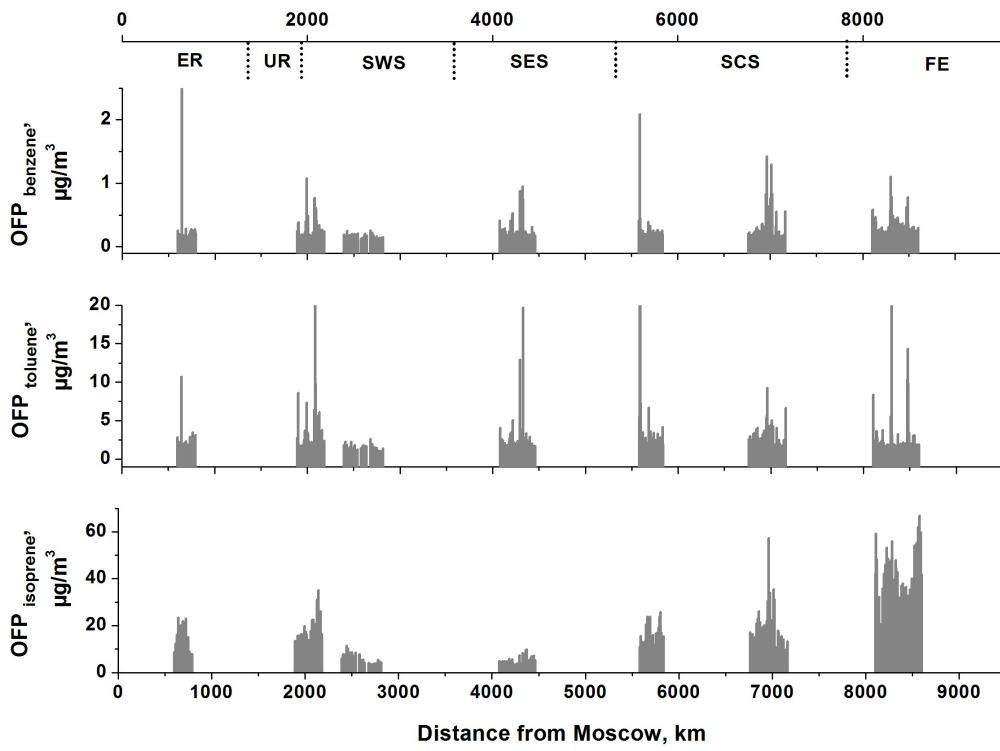 0 2000 4000 6000 8000
ER UR SWS SES SCS FE
OFP benzene, µg/m³
2
1
0
OFP toluene, µg/m³
20
15
10
5
0
OFP isoprene, µg/m³
60
40
20
0
0 1000 2000 3000 4000 5000 6000 7000 8000 9000
Distance from Moscow, km